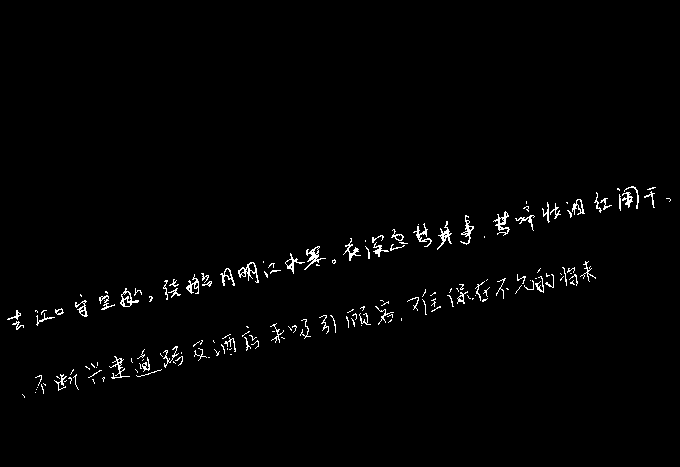 去江口守空船。绕船月明江水寒。夜深忽梦少年事,梦啼妆泪红阑干。
、不断兴建道路及酒店来吸引顾客,不但保存不久的将来